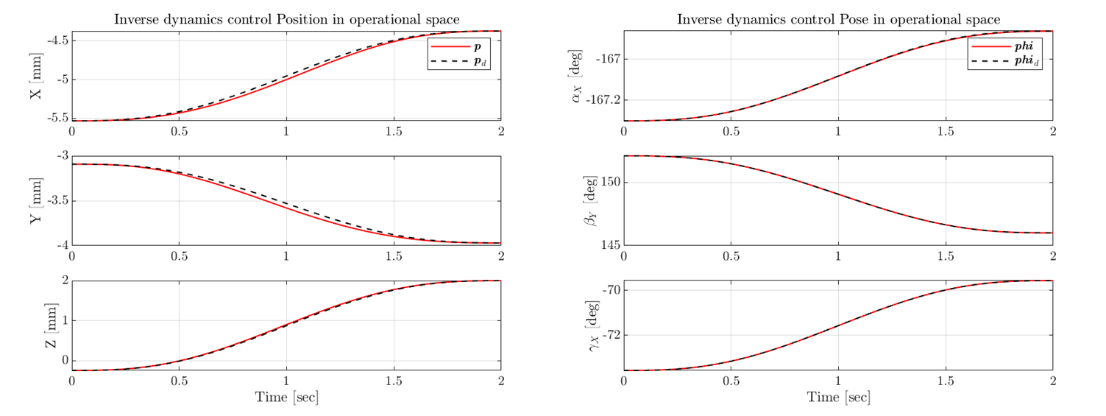 Inverse dynamics control Position in operational space
X [mm]
-4.5
-5
-5.5
p
p_d
0 0.5 1 1.5 2
Y [mm]
-3
-3.5
-4
0 0.5 1 1.5 2
Z [mm]
2
1
0
0 0.5 1 1.5 2
Time [sec]
Inverse dynamics control Pose in operational space
α_X [deg]
-167
-167.2
phi
phi_d
0 0.5 1 1.5 2
β_Y [deg]
150
145
0 0.5 1 1.5 2
γ_X [deg]
-70
-72
0 0.5 1 1.5 2
Time [sec]